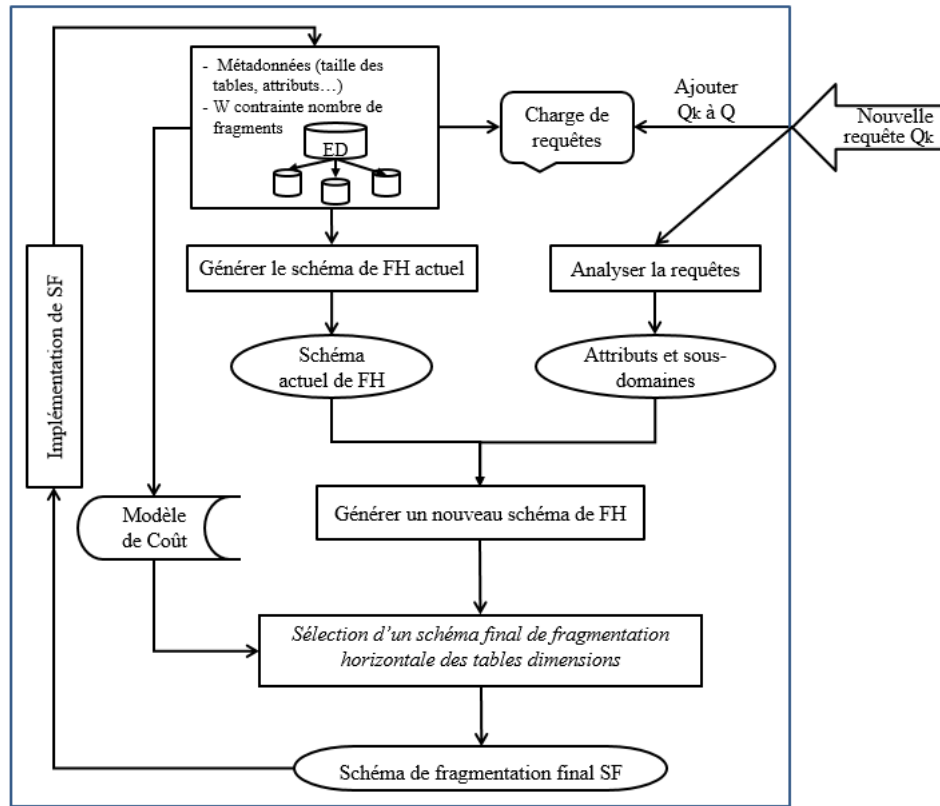 - Métadonnées (taille des
tables, attributs…)
- W contrainte nombre de
fragments
ED
Charge de
requêtes
Ajouter
Qk à Q
Nouvelle
requête Qk
Générer le schéma de FH actuel
Analyser la requêtes
Implémentation de SF
Schéma
actuel de FH
Attributs et sous-
domaines
Modèle
de Coût
Générer un nouveau schéma de FH
Sélection d’un schéma final de fragmentation
horizontale des tables dimensions
Schéma de fragmentation final SF